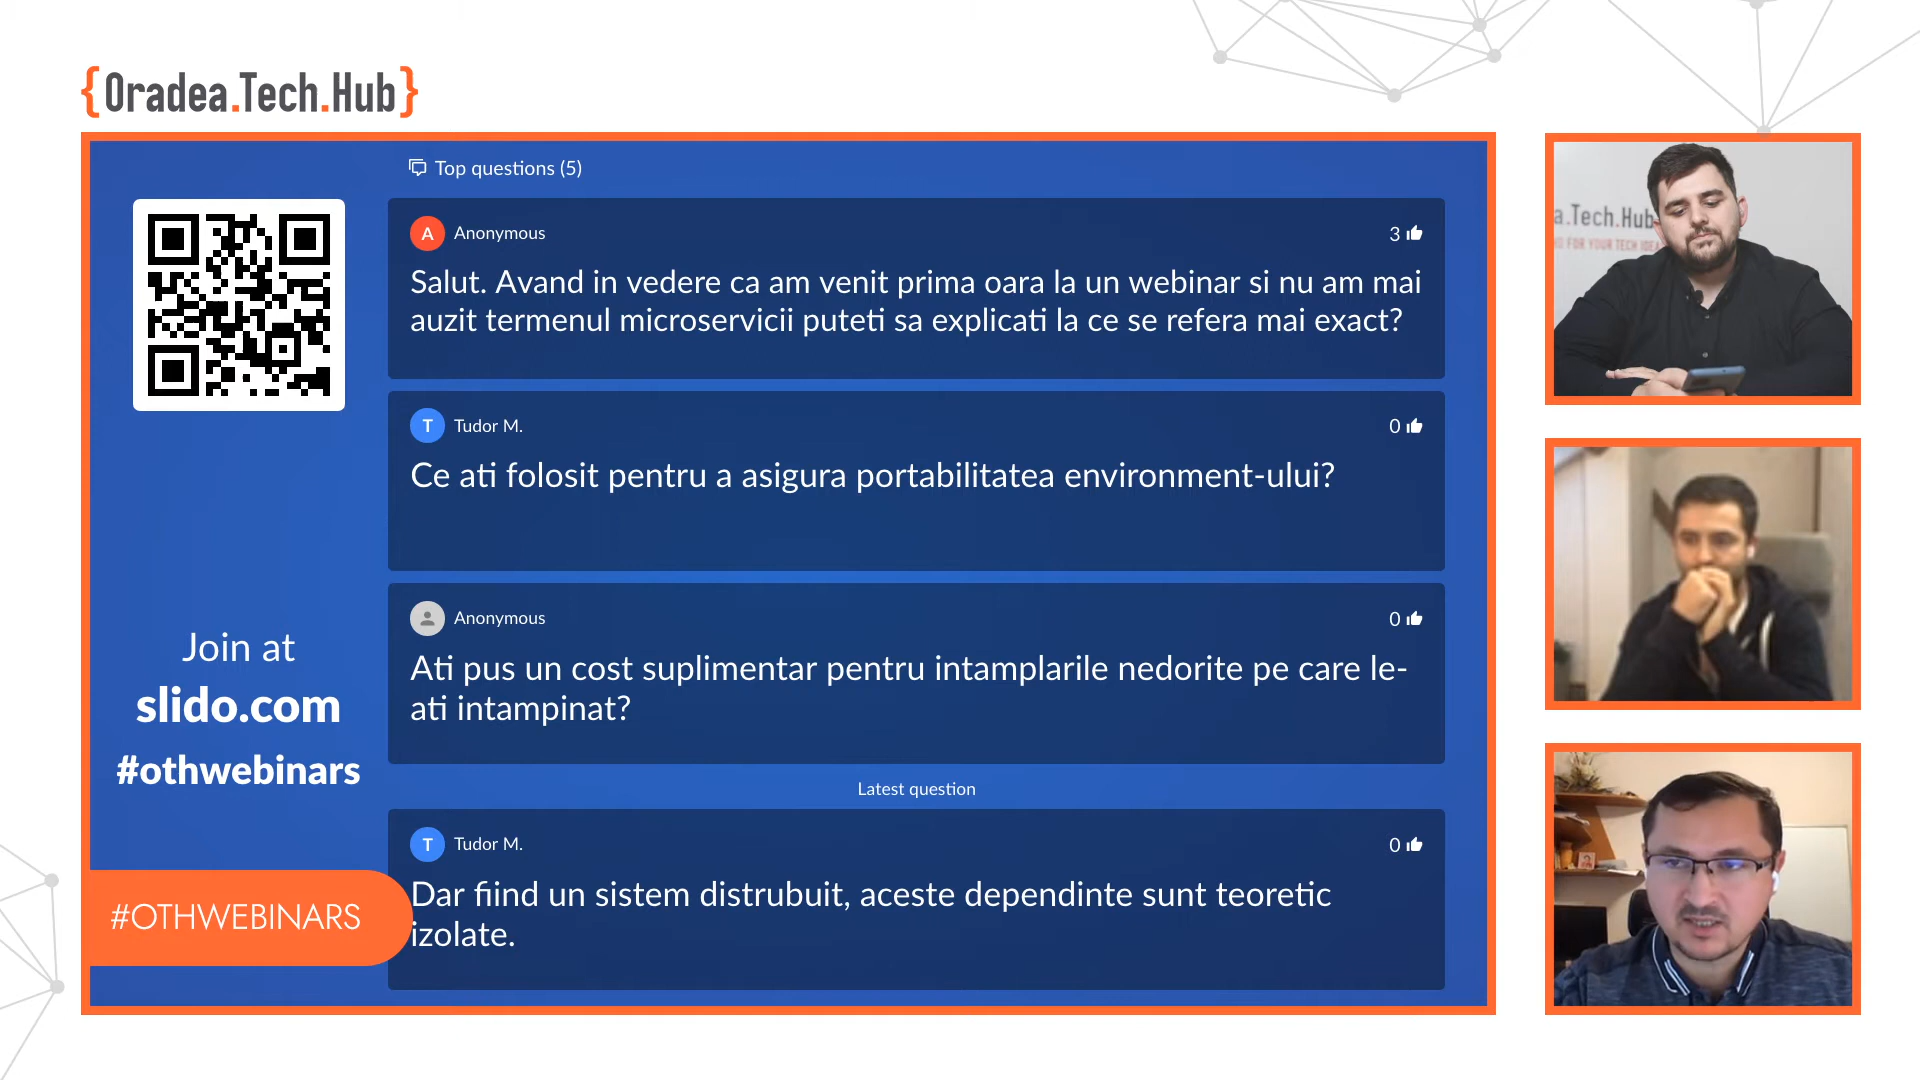 {Oradea.Tech.Hub}
Top questions (5)
A Anonymous 3
Salut. Avand in vedere ca am venit prima oara la un webinar si nu am mai
auzit termenul microservicii puteti sa explicati la ce se refera mai exact?
T Tudor M. 0
Ce ati folosit pentru a asigura portabilitatea environment-ului?
Anonymous 0
Ati pus un cost suplimentar pentru intamplarile nedorite pe care le-
ati intampinat?
Latest question
T Tudor M. 0
Dar fiind un sistem distrubuit, aceste dependinte sunt teoretic
izolate.
Join at
slido.com
#othwebinars
#OTHWEBINARS
a.Tech.Hub
FOR YOUR TECH IDEA